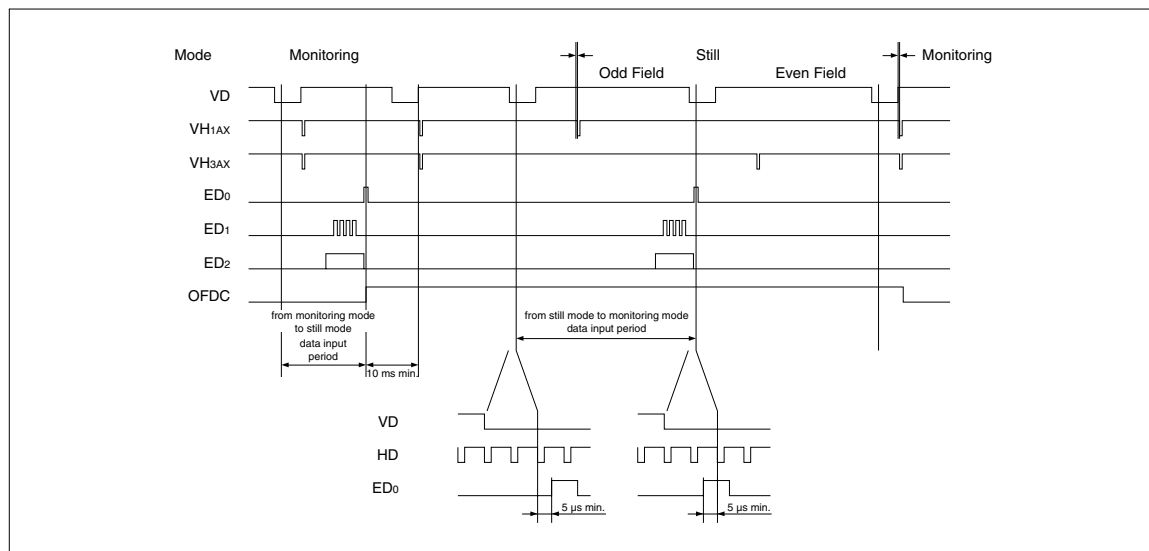 Mode Monitoring Still Monitoring
Odd Field Even Field
VD
VH1AX
VH3AX
ED0
ED1
ED2
OFDC
from monitoring mode
to still mode
data input
period
10 ms min.
from still mode to monitoring mode
data input period
VD
HD
ED0
5 µs min. 5 µs min.